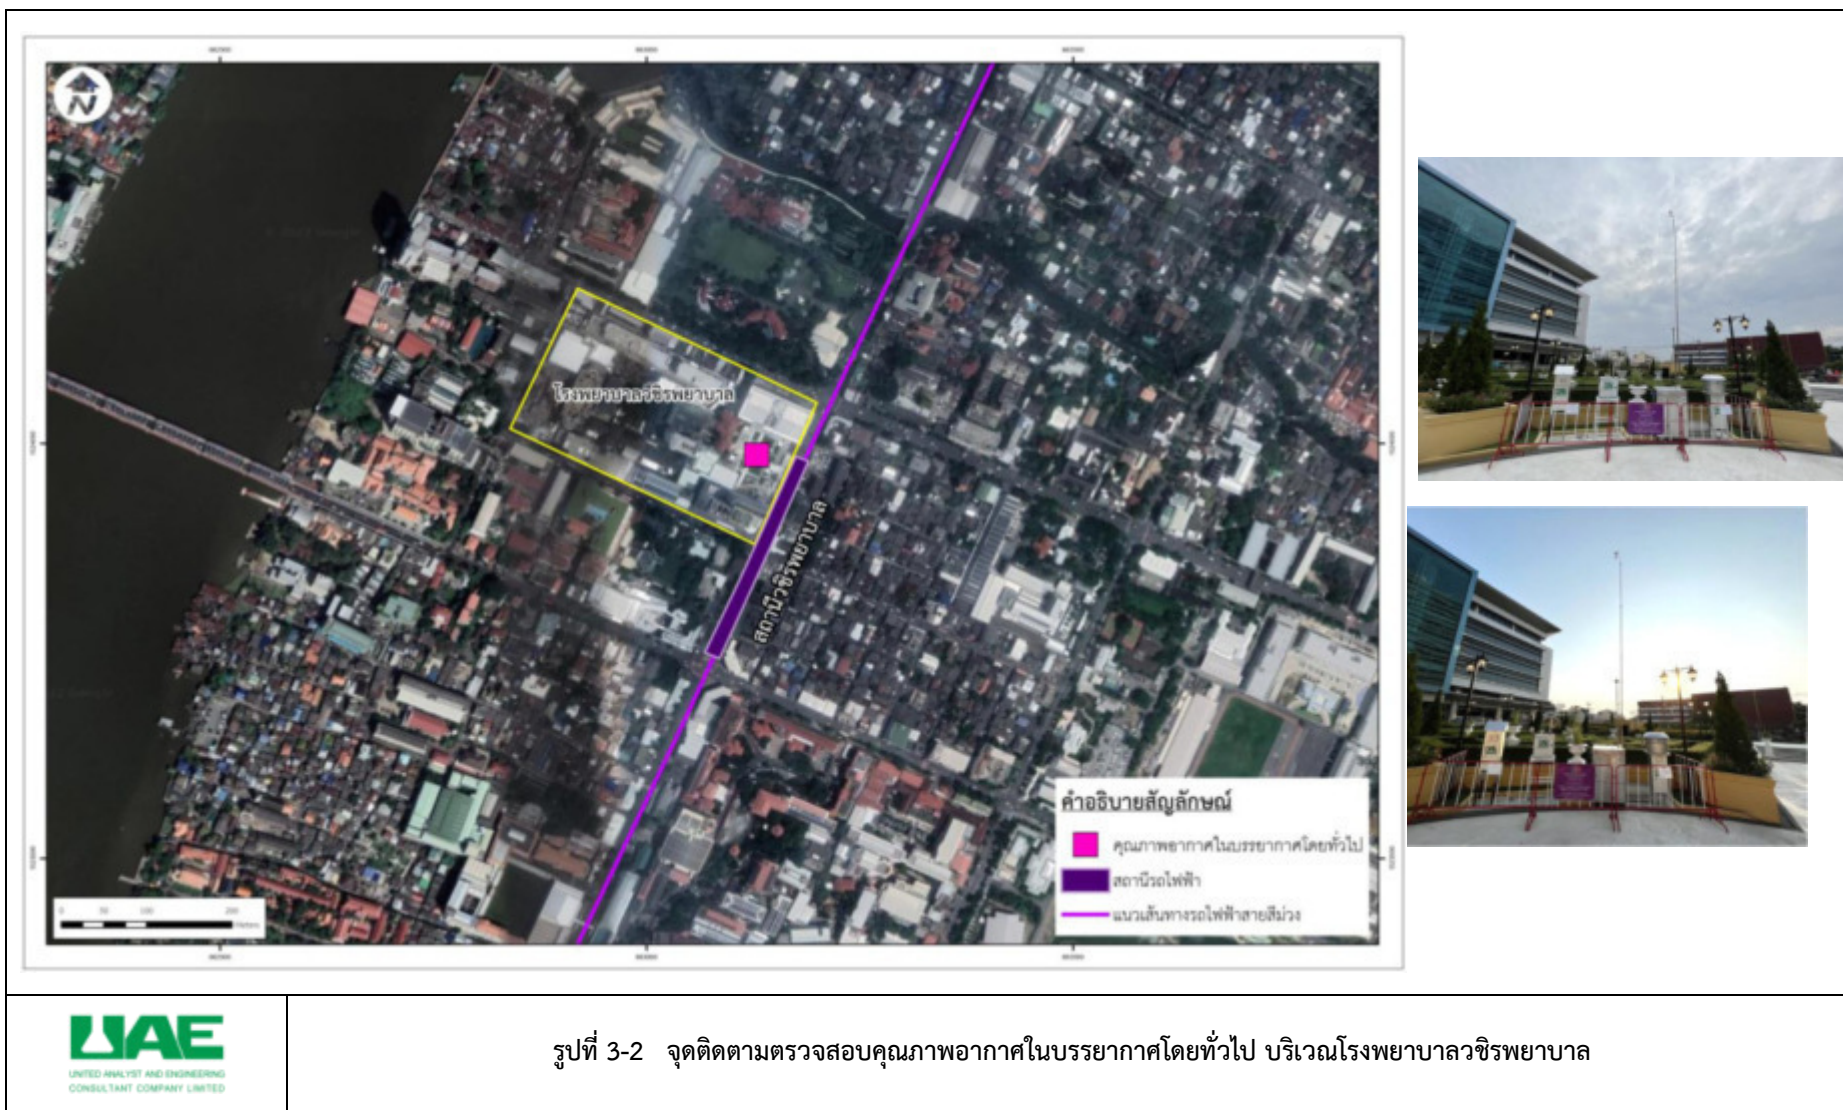 N
โรงพยาบาลวชิรพยาบาล
สถานีวชิรพยาบาล
คำอธิบายสัญลักษณ์
คุณภาพอากาศในบรรยากาศโดยทั่วไป
สถานีรถไฟฟ้า
แนวเส้นทางรถไฟฟ้าสายสีม่วง
0 50 100 200
Meters
UAE
UNITED ANALYST AND ENGINEERING
CONSULTANT COMPANY LIMITED
รูปที่ 3-2 จุดติดตามตรวจสอบคุณภาพอากาศในบรรยากาศโดยทั่วไป บริเวณโรงพยาบาลวชิรพยาบาล